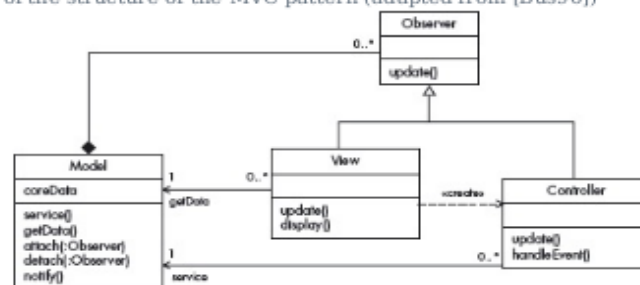 of the structure of the MVC pattern (adapted from [Bus96])
Observer
0..*
update()
Model
coreData
service()
getData()
attach(:Observer)
detach(:Observer)
notify()
1
0..*
getData
View
update()
display()
«create»
Controller
update()
handleEvent()
1
0..*
service